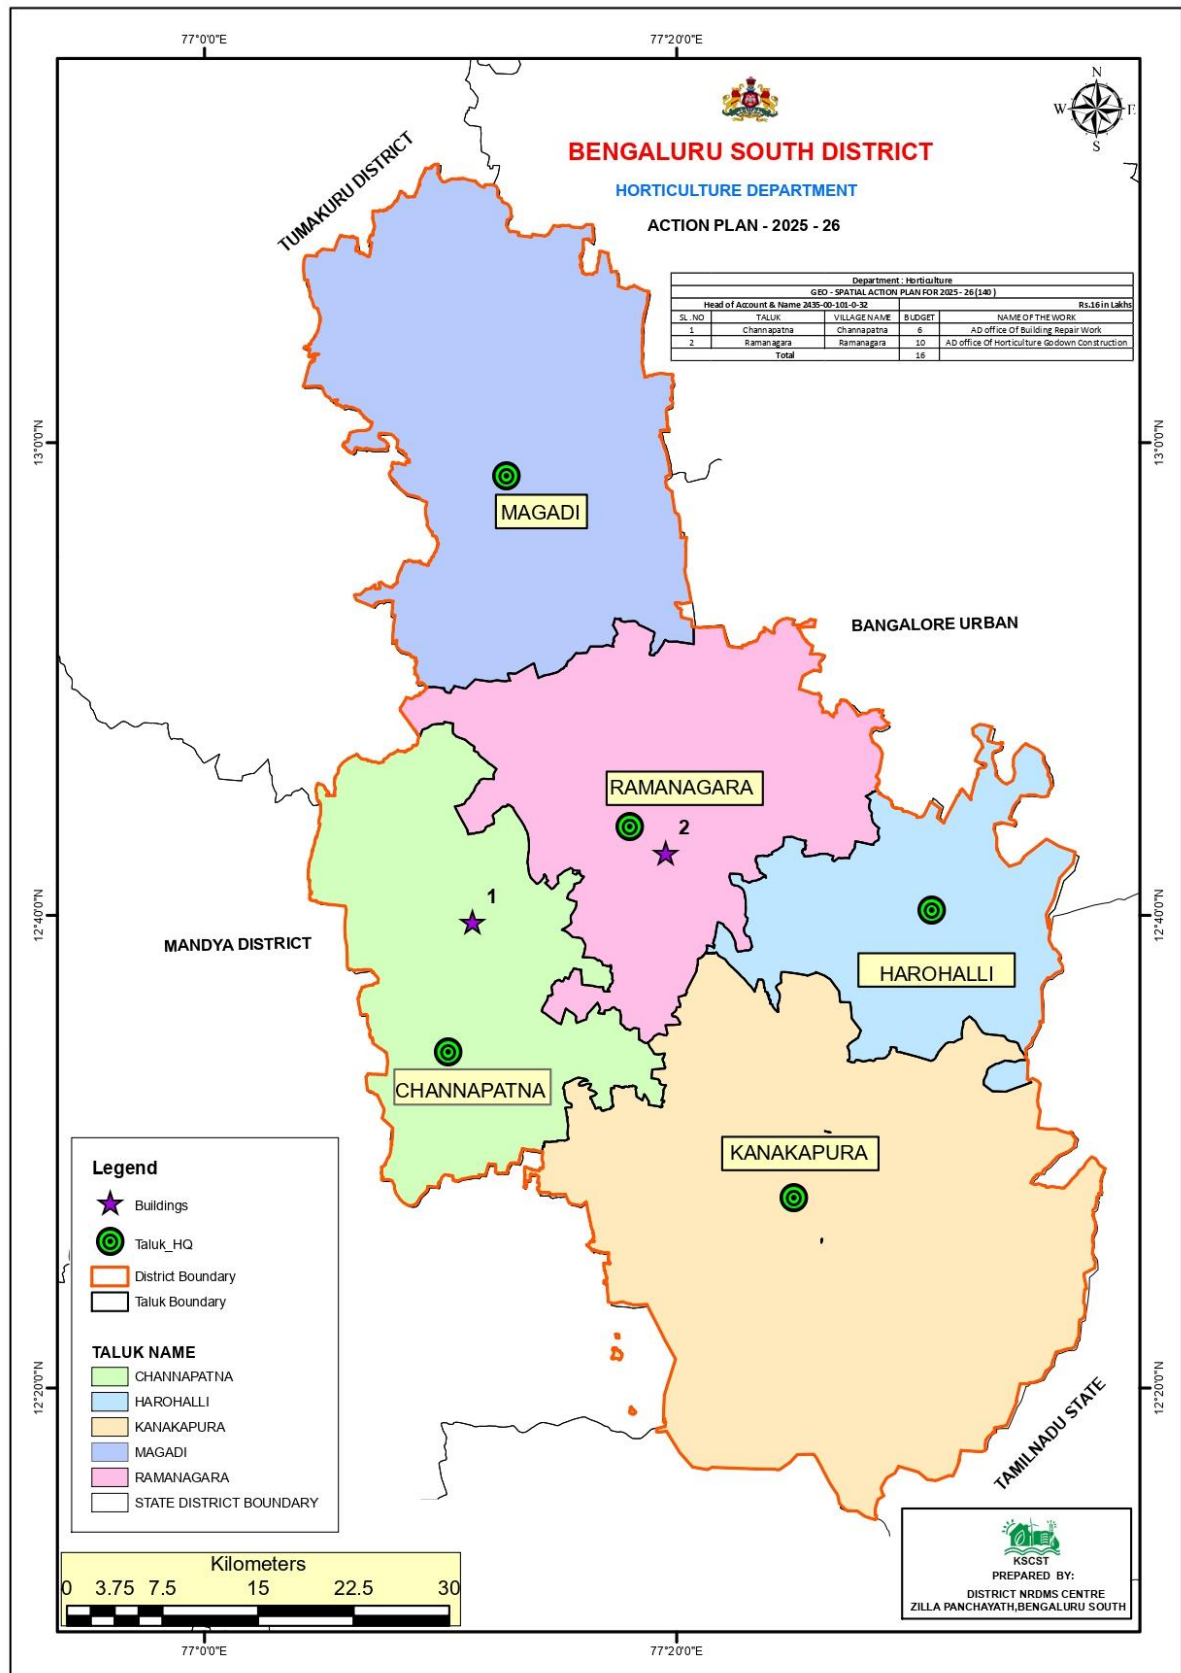 77°0'0"E
77°20'0"E
N
W E
S
BENGALURU SOUTH DISTRICT
HORTICULTURE DEPARTMENT
ACTION PLAN - 2025 - 26
TUMAKURU DISTRICT
Department : Horticulture
GEO - SPATIAL ACTION PLAN FOR 2025 - 26 (140 )
Head of Account & Name 2435-00-101-0-32 Rs.16 in Lakhs
SL .NO TALUK VILLAGE NAME BUDGET NAME OF THE WORK
1 Channapatna Channapatna 6 AD office Of Building Repair Work
2 Ramanagara Ramanagara 10 AD office Of Horticulture Godown Construction
Total 16
13°0'0"N
13°0'0"N
MAGADI
BANGALORE URBAN
RAMANAGARA
2
1
12°40'0"N
12°40'0"N
MANDYA DISTRICT
HAROHALLI
CHANNAPATNA
KANAKAPURA
Legend
Buildings
Taluk_HQ
District Boundary
Taluk Boundary
TALUK NAME
CHANNAPATNA
HAROHALLI
KANAKAPURA
MAGADI
RAMANAGARA
STATE DISTRICT BOUNDARY
12°20'0"N
12°20'0"N
TAMILNADU STATE
Kilometers
0 3.75 7.5 15 22.5 30
KSCST
PREPARED BY:
DISTRICT NRDMS CENTRE
ZILLA PANCHAYATH,BENGALURU SOUTH
77°0'0"E
77°20'0"E